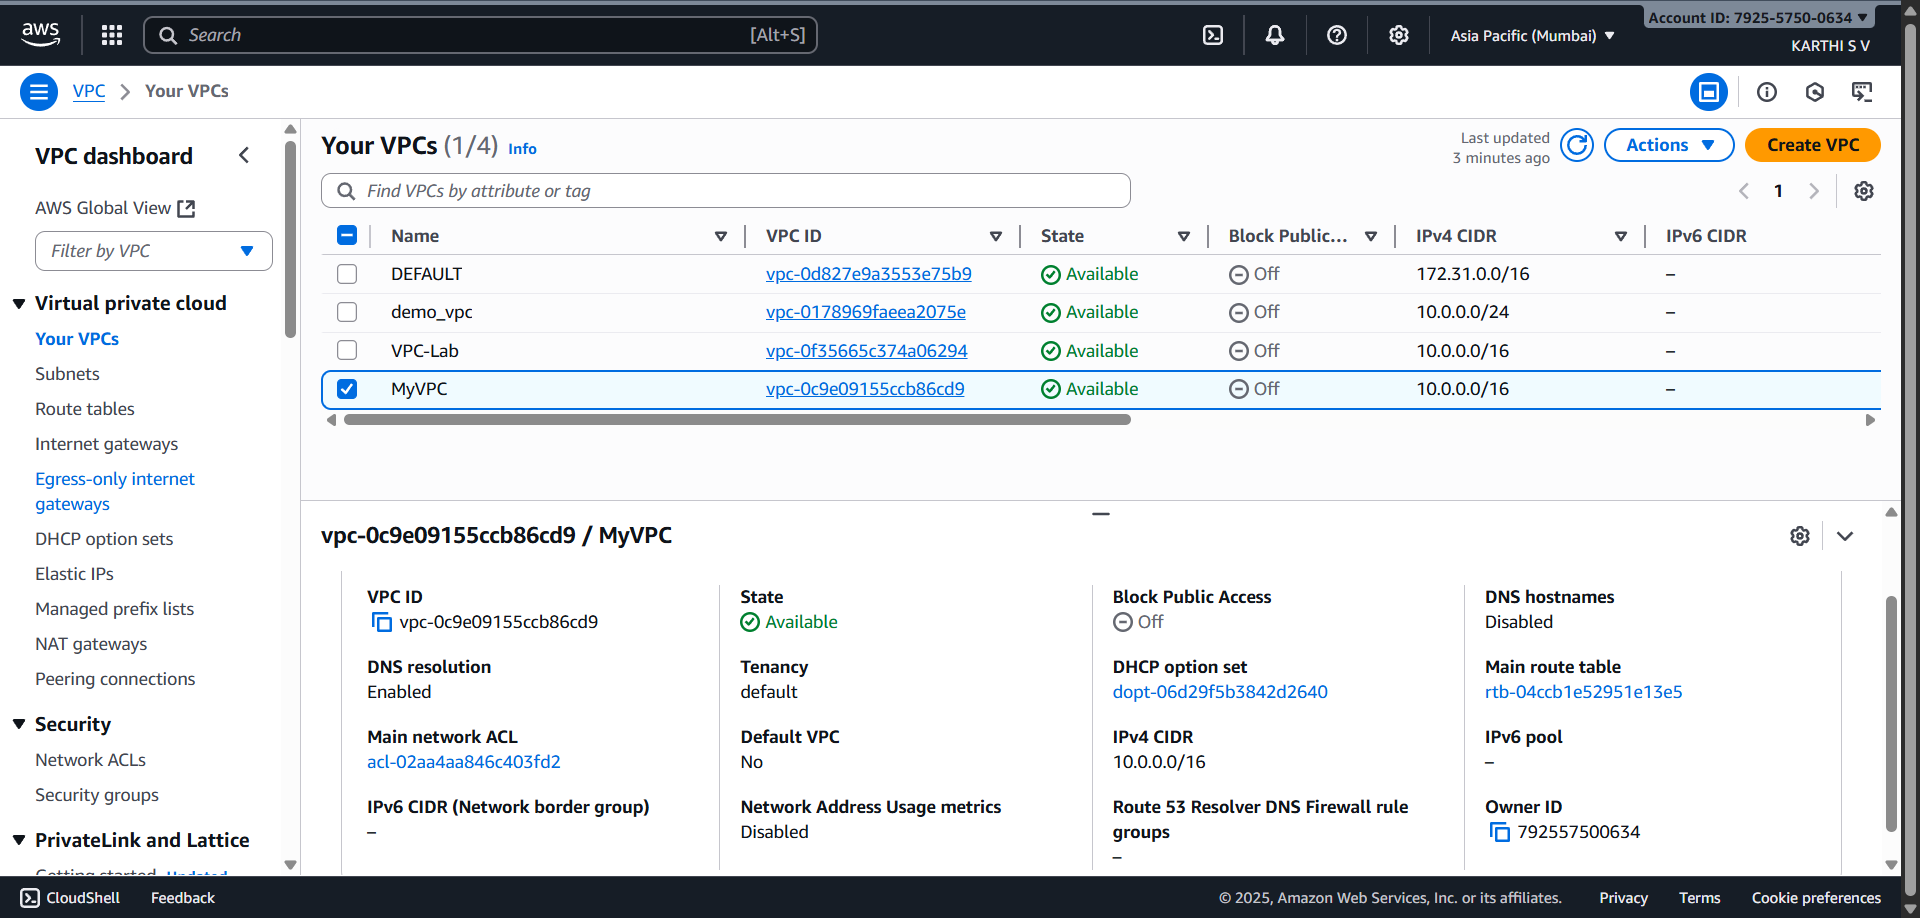 aws
Search
[Alt+S]
Asia Pacific (Mumbai)
Account ID: 7925-5750-0634
KARTHI S V
VPC
Your VPCs
VPC dashboard
AWS Global View
Filter by VPC
Virtual private cloud
Your VPCs
Subnets
Route tables
Internet gateways
Egress-only internet
gateways
DHCP option sets
Elastic IPs
Managed prefix lists
NAT gateways
Peering connections
Security
Network ACLs
Security groups
PrivateLink and Lattice
Getting started Updated
Your VPCs (1/4) Info
Last updated
3 minutes ago
Actions
Create VPC
Find VPCs by attribute or tag
1
Name VPC ID State Block Public... IPv4 CIDR IPv6 CIDR
DEFAULT vpc-0d827e9a3553e75b9 Available Off 172.31.0.0/16 –
demo_vpc vpc-0178969faeea2075e Available Off 10.0.0.0/24 –
VPC-Lab vpc-0f35665c374a06294 Available Off 10.0.0.0/16 –
MyVPC vpc-0c9e09155ccb86cd9 Available Off 10.0.0.0/16 –
vpc-0c9e09155ccb86cd9 / MyVPC
VPC ID
vpc-0c9e09155ccb86cd9
State
Available
Block Public Access
Off
DNS hostnames
Disabled
DNS resolution
Enabled
Tenancy
default
DHCP option set
dopt-06d29f5b3842d2640
Main route table
rtb-04ccb1e52951e13e5
Main network ACL
acl-02aa4aa846c403fd2
Default VPC
No
IPv4 CIDR
10.0.0.0/16
IPv6 pool
–
IPv6 CIDR (Network border group)
–
Network Address Usage metrics
Disabled
Route 53 Resolver DNS Firewall rule
groups
–
Owner ID
792557500634
CloudShell
Feedback
© 2025, Amazon Web Services, Inc. or its affiliates.
Privacy
Terms
Cookie preferences